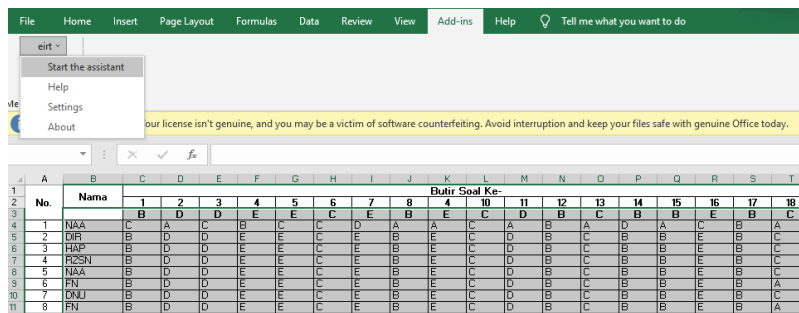 File Home Insert Page Layout Formulas Data Review View Add-ins Help Tell me what you want to do
eirt
Start the assistant
Help
Settings
About
our license isn't genuine, and you may be a victim of software counterfeiting. Avoid interruption and keep your files safe with genuine Office today.
fx
A B C D E F G H I J K L M N O P Q R S T
1 No. Nama Butir Soal Ke-
2 1 2 3 4 5 6 7 8 4 10 11 12 13 14 15 16 17 18
3 B D D E E C E B E C D B C B B E B C
4 1 NAA C A C B C C D A A C A B A D A C B A
5 2 DIR B D D E E C E B E C D B C B B E B C
6 3 HAP B D D E E C E B E C D B C B B E B C
7 4 RZSN B D D E E C E B E C D B C B B E B C
8 5 NAA B D D E E C E B E C D B C B B E B C
9 6 FN B D D E E C E B E C D B C B B E B A
10 7 DNU B D D E E C E B E C D B C B B E B C
11 8 FN B D D E E C E B E C D B C B B E B A